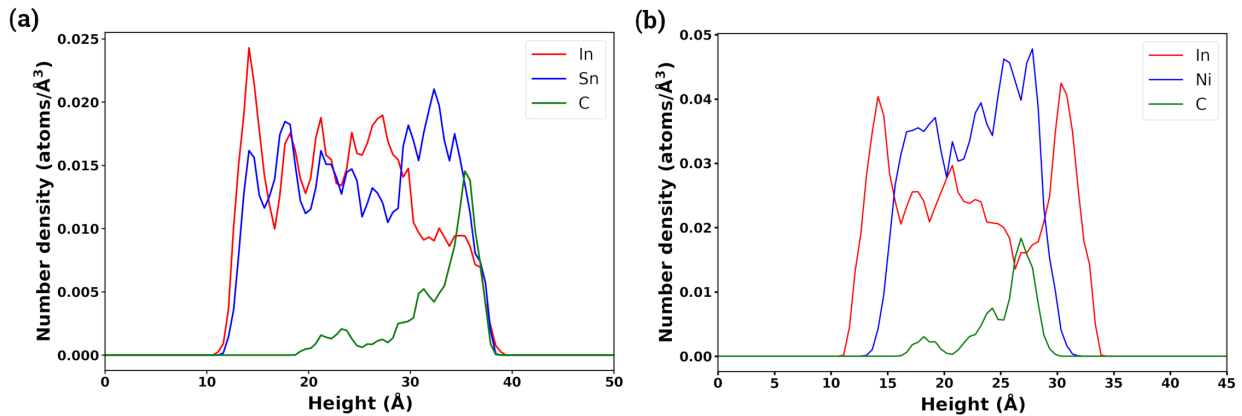 (a)
Number density (atoms/Å³)
0.025
0.020
0.015
0.010
0.005
0.000
In
Sn
C
0 10 20 30 40 50
Height (Å)
(b)
Number density (atoms/Å³)
0.05
0.04
0.03
0.02
0.01
0.00
In
Ni
C
0 5 10 15 20 25 30 35 40 45
Height (Å)